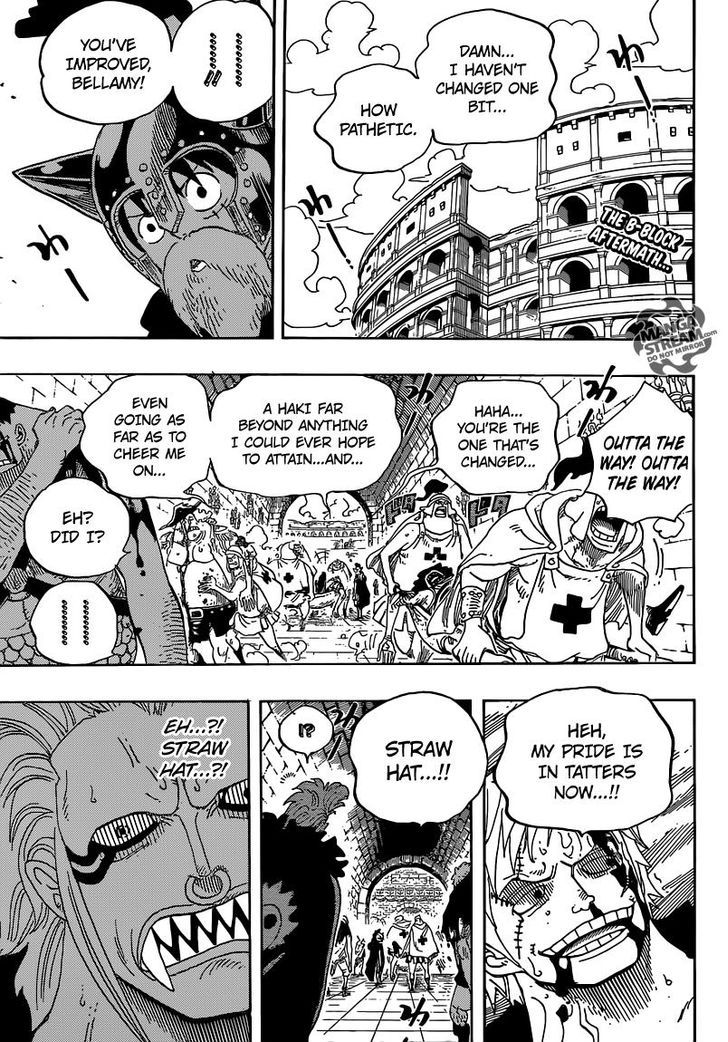 DAMN...
I HAVEN'T
CHANGED ONE
BIT...
HOW
PATHETIC.
THE B-BLOCK
AFTERMATH...
MANGA
STREAM.com
DO NOT MIRROR
!!
YOU'VE
IMPROVED,
BELLAMY!
OUTTA THE
WAY! OUTTA
THE WAY!
HAHA...
YOU'RE THE
ONE THAT'S
CHANGED...
A HAKI FAR
BEYOND ANYTHING
I COULD EVER HOPE
TO ATTAIN...AND...
EVEN
GOING AS
FAR AS TO
CHEER ME
ON...
EH?
DID I?
HEH,
MY PRIDE IS
IN TATTERS
NOW...!!
STRAW
HAT...!!
!?
EH...?!
STRAW
HAT...?!